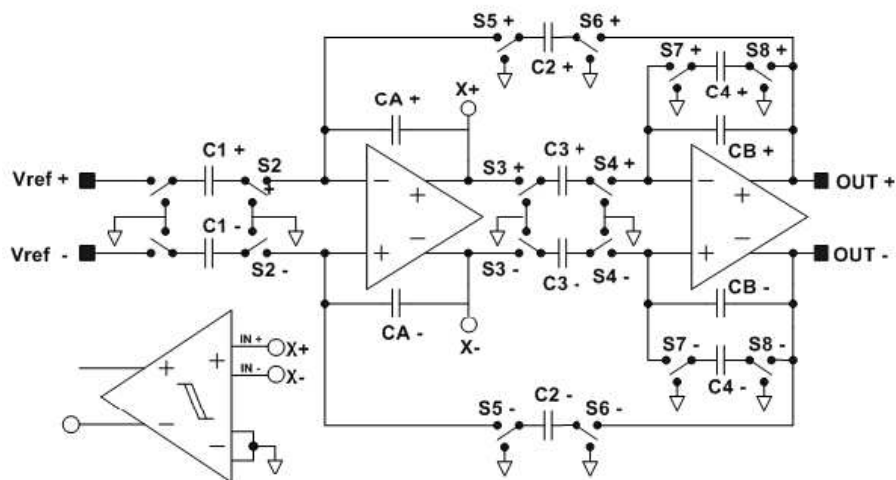 S5 +
S6 +
C2 +
S7 +
S8 +
C4 +
X+
CA +
CB +
C1 +
S2
+
S3 +
C3 +
S4 +
Vref +
OUT +
Vref -
C1 -
S2 -
S3 -
C3 -
S4 -
OUT -
− +
+ −
− +
+ −
CA -
X-
CB -
S7 -
S8 -
C4 -
IN + X+
IN - X-
+ +
− −
S5 -
C2 -
S6 -